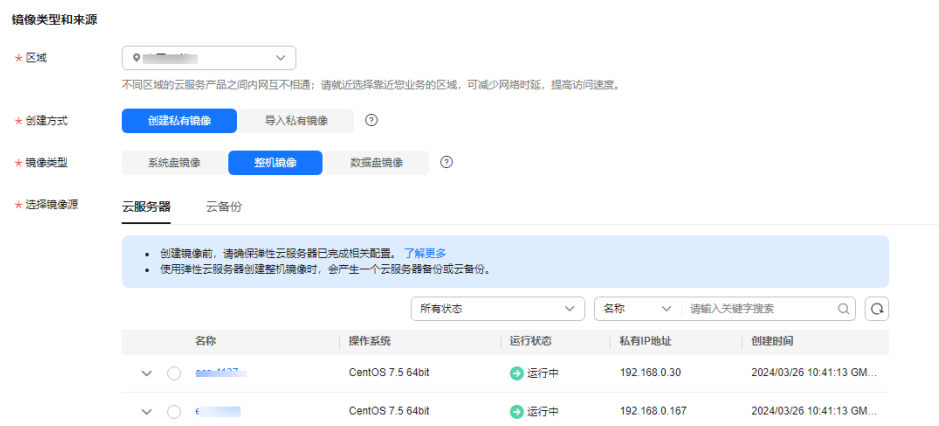 镜像类型和来源
* 区域
不同区域的云服务产品之间内网互不相通；请就近选择靠近您业务的区域，可减少网络时延，提高访问速度。
* 创建方式 创建私有镜像 导入私有镜像 ?
* 镜像类型 系统盘镜像 整机镜像 数据盘镜像 ?
* 选择镜像源 云服务器 云备份
• 创建镜像前，请确保弹性云服务器已完成相关配置。 了解更多
• 使用弹性云服务器创建整机镜像时，会产生一个云服务器备份或云备份。
所有状态 名称 请输入关键字搜索
名称 操作系统 运行状态 私有IP地址 创建时间
CentOS 7.5 64bit 运行中 192.168.0.30 2024/03/26 10:41:13 GM...
CentOS 7.5 64bit 运行中 192.168.0.167 2024/03/26 10:41:13 GM...